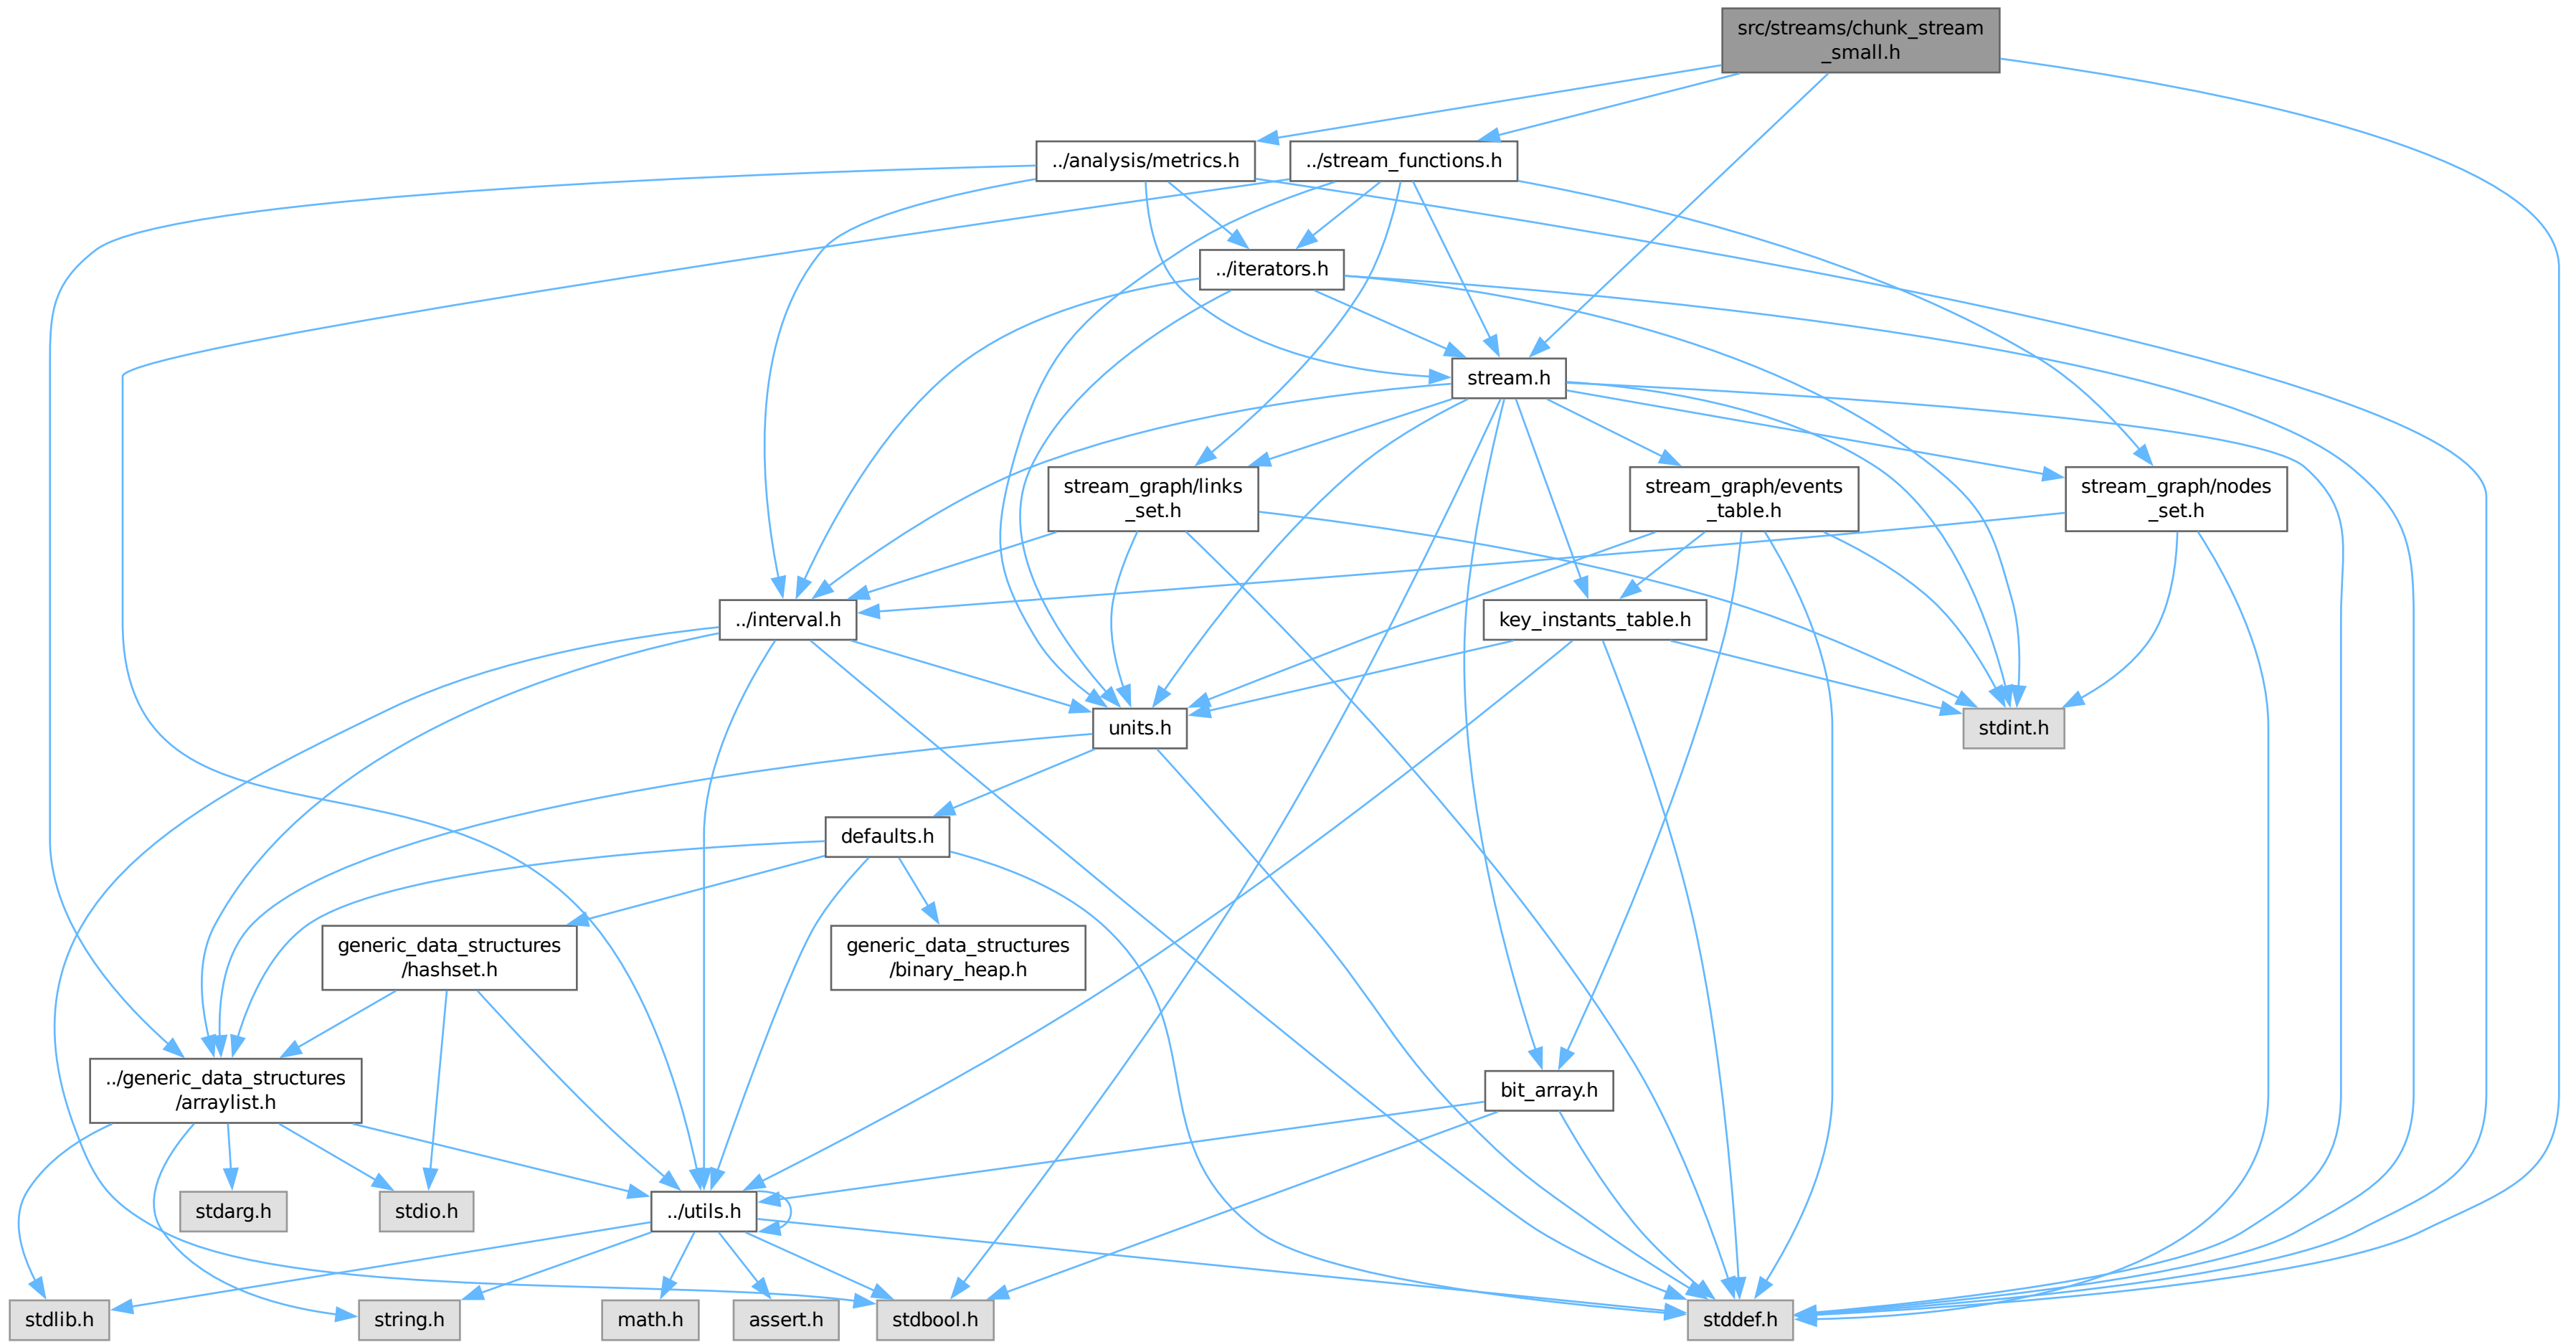 src/streams/chunk_stream
_small.h
../analysis/metrics.h
../stream_functions.h
../iterators.h
stream.h
stream_graph/links
_set.h
stream_graph/events
_table.h
stream_graph/nodes
_set.h
../interval.h
key_instants_table.h
units.h
stdint.h
defaults.h
generic_data_structures
/hashset.h
generic_data_structures
/binary_heap.h
../generic_data_structures
/arraylist.h
bit_array.h
stdarg.h
stdio.h
../utils.h
stdlib.h
string.h
math.h
assert.h
stdbool.h
stddef.h